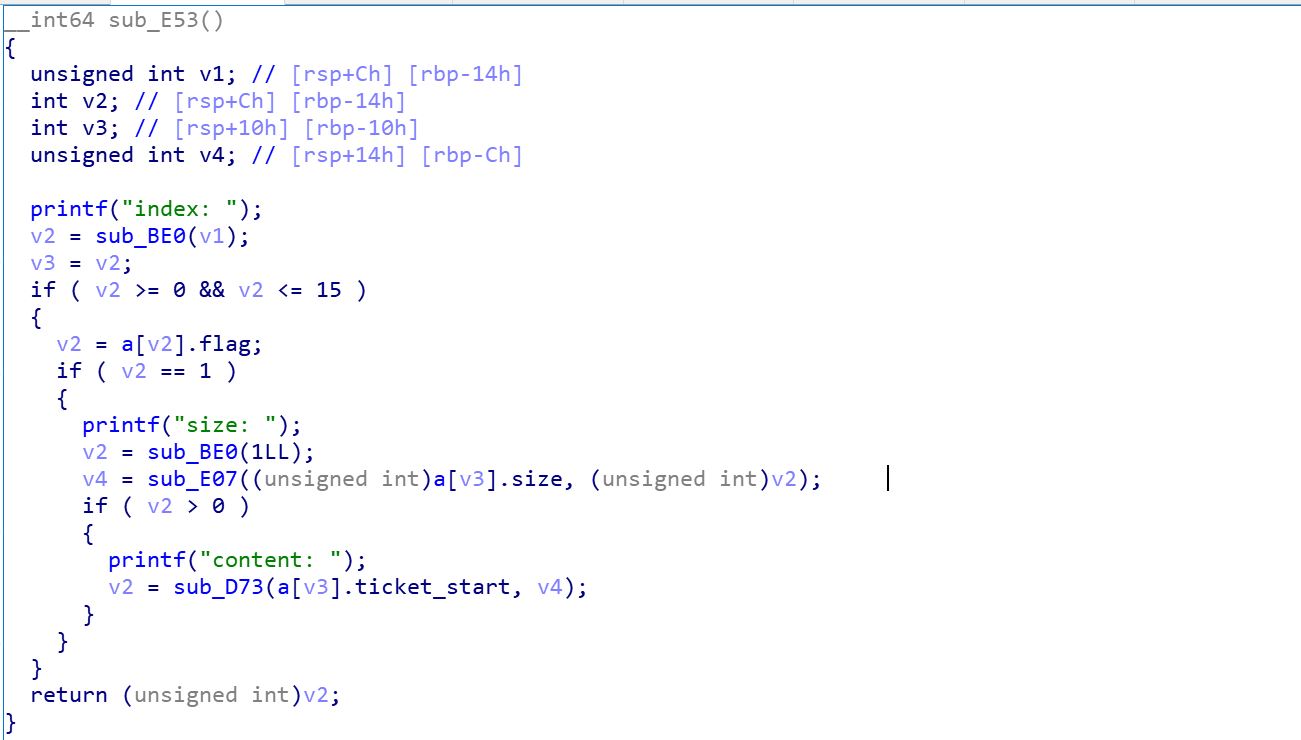 __int64 sub_E53()
{
  unsigned int v1; // [rsp+Ch] [rbp-14h]
  int v2; // [rsp+Ch] [rbp-14h]
  int v3; // [rsp+10h] [rbp-10h]
  unsigned int v4; // [rsp+14h] [rbp-Ch]

  printf("index: ");
  v2 = sub_BE0(v1);
  v3 = v2;
  if ( v2 >= 0 && v2 <= 15 )
  {
    v2 = a[v2].flag;
    if ( v2 == 1 )
    {
      printf("size: ");
      v2 = sub_BE0(1LL);
      v4 = sub_E07((unsigned int)a[v3].size, (unsigned int)v2);
      if ( v2 > 0 )
      {
        printf("content: ");
        v2 = sub_D73(a[v3].ticket_start, v4);
      }
    }
  }
  return (unsigned int)v2;
}